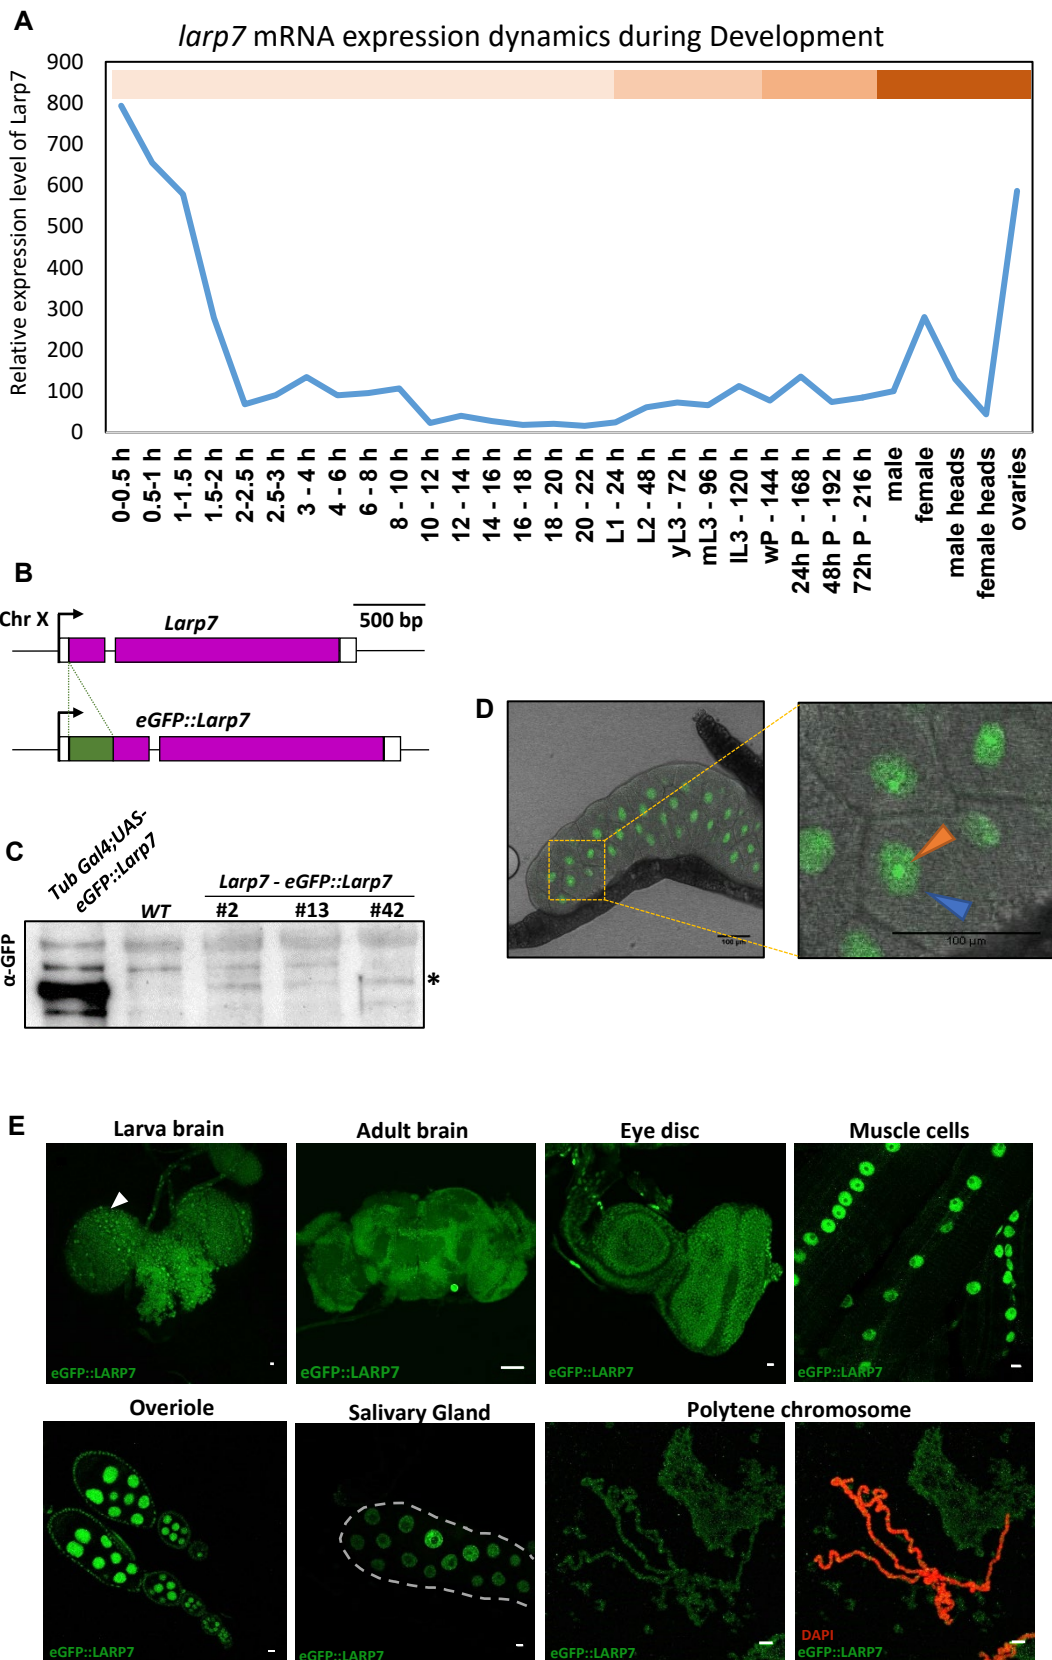 A
larp7 mRNA expression dynamics during Development
Relative expression level of Larp7
900
800
700
600
500
400
300
200
100
0
0-0.5 h
0.5-1 h
1-1.5 h
1.5-2 h
2-2.5 h
2.5-3 h
3 - 4 h
4 - 6 h
6 - 8 h
8 - 10 h
10 - 12 h
12 - 14 h
14 - 16 h
16 - 18 h
18 - 20 h
20 - 22 h
L1 - 24 h
L2 - 48 h
yL3 - 72 h
mL3 - 96 h
lL3 - 120 h
wP - 144 h
24h P - 168 h
48h P - 192 h
72h P - 216 h
male
female
male heads
female heads
ovaries
B
Chr X
Larp7
500 bp
eGFP::Larp7
C
Tub Gal4;UAS-
eGFP::Larp7
WT
Larp7 - eGFP::Larp7
#2
#13
#42
α-GFP
*
D
100 µm
100 µm
E
Larva brain
Adult brain
Eye disc
Muscle cells
eGFP::LARP7
eGFP::LARP7
eGFP::LARP7
eGFP::LARP7
Overiole
Salivary Gland
Polytene chromosome
eGFP::LARP7
eGFP::LARP7
eGFP::LARP7
DAPI
eGFP::LARP7